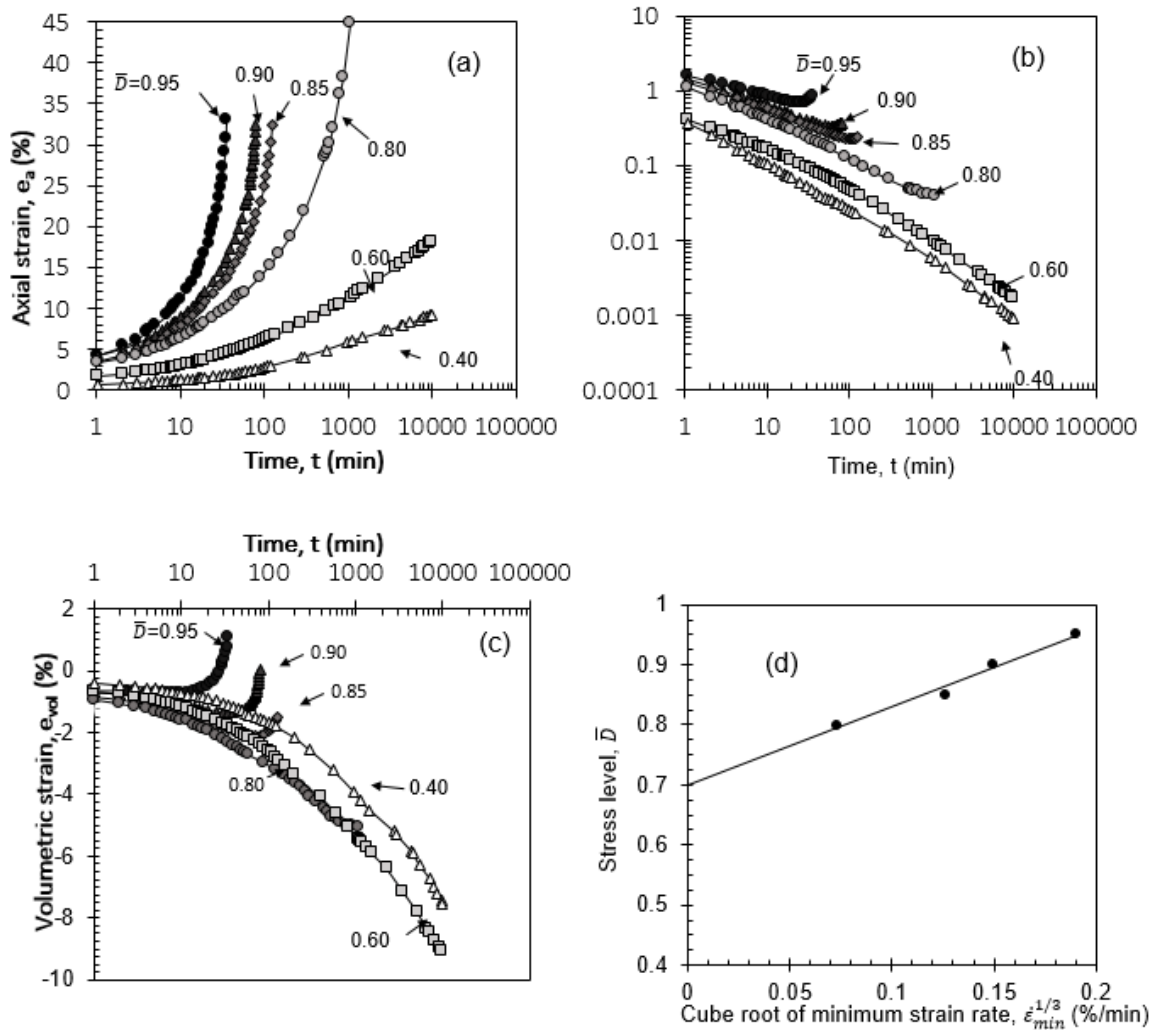 (a)
Axial strain, eₐ (%)
45
40
35
30
25
20
15
10
5
0
D̅=0.95
0.90
0.85
0.80
0.60
0.40
1 10 100 1000 10000 100000
Time, t (min)
(b)
10
1
0.1
0.01
0.001
0.0001
D̅=0.95
0.90
0.85
0.80
0.60
0.40
1 10 100 1000 10000 100000
Time, t (min)
Time, t (min)
1 10 100 1000 10000 100000
(c)
Volumetric strain, e_vol (%)
2
0
-2
-4
-6
-8
-10
D̅=0.95
0.90
0.85
0.80
0.40
0.60
(d)
Stress level, D̅
1
0.9
0.8
0.7
0.6
0.5
0.4
0 0.05 0.1 0.15 0.2
Cube root of minimum strain rate, ε̇_min^1/3 (%/min)